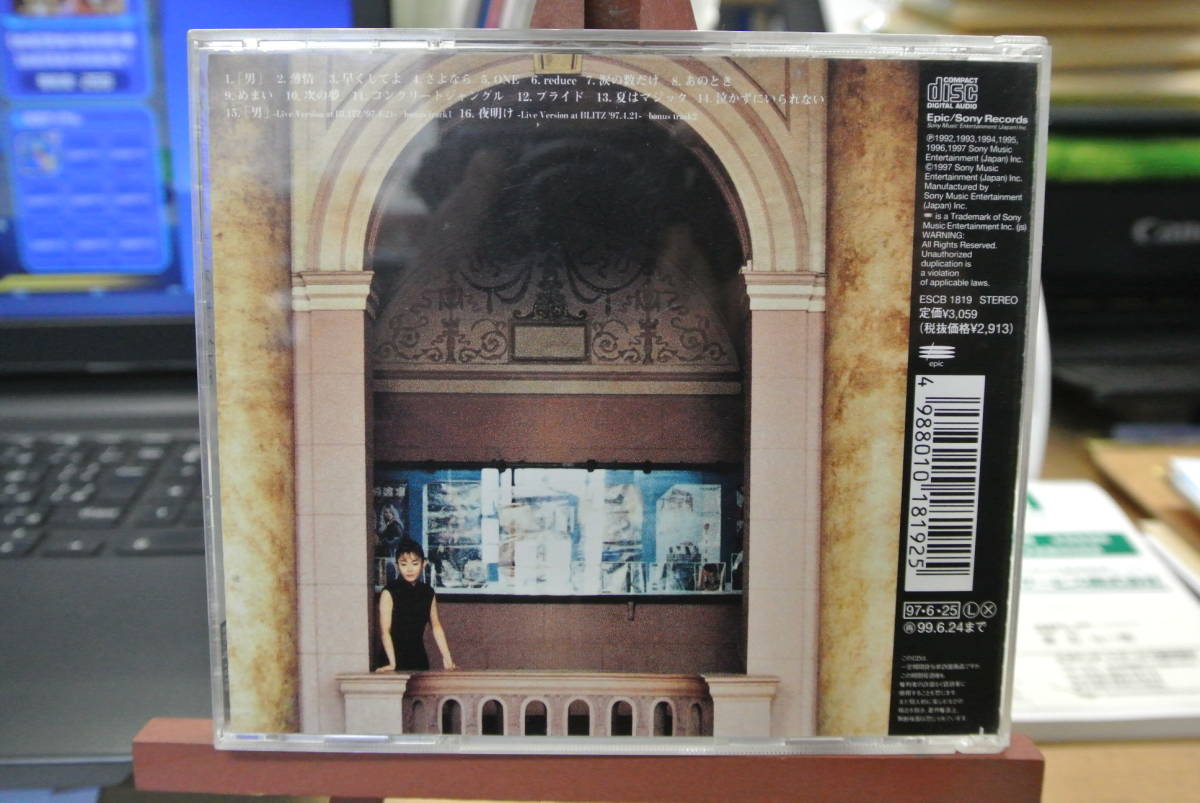 1.「男」 2. 薄情 3. 早くしてよ 4. さよなら 5. ONE 6. reduce 7. 涙の数だけ 8. あのとき
9. めまい 10. 次の夢 11. コンクリートジャングル 12. プライド 13. 夏はマジック 14. 泣かずにいられない
15.「男」-Live Version at BLITZ '97.4.21- bonus track1 16. 夜明け -Live Version at BLITZ '97.4.21- bonus track2
COMPACT
disc
DIGITAL AUDIO
Epic/Sony Records
Sony Music Entertainment (Japan) Inc.
Ⓟ1992,1993,1994,1995,
1996,1997 Sony Music
Entertainment (Japan) Inc.
©1997 Sony Music
Entertainment (Japan) Inc.
Manufactured by
Sony Music Entertainment
(Japan) Inc.
is a Trademark of Sony
Music Entertainment Inc. (js)
WARNING:
All Rights Reserved.
Unauthorized
duplication is
a violation
of applicable laws.
ESCB 1819 STEREO
定価¥3,059
(税抜価格¥2,913)
epic
4 988010 181925
97・6・25 Ⓛ Ⓧ
99.6.24まで
Canon